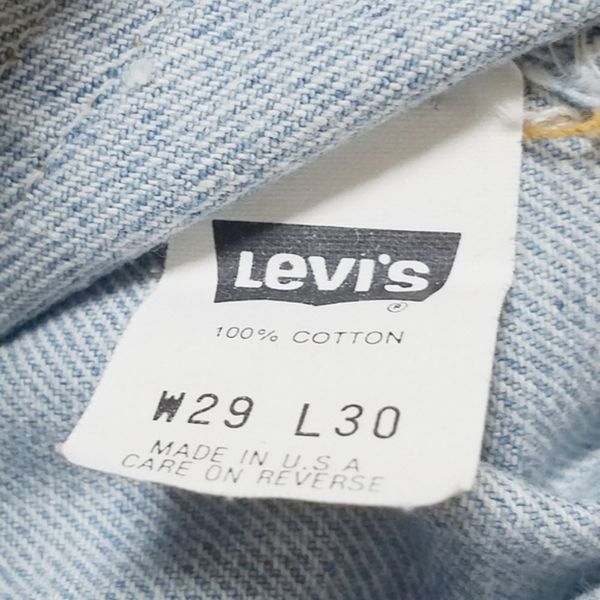 Levi's
®
100% COTTON
W29 L30
MADE IN U.S.A
CARE ON REVERSE